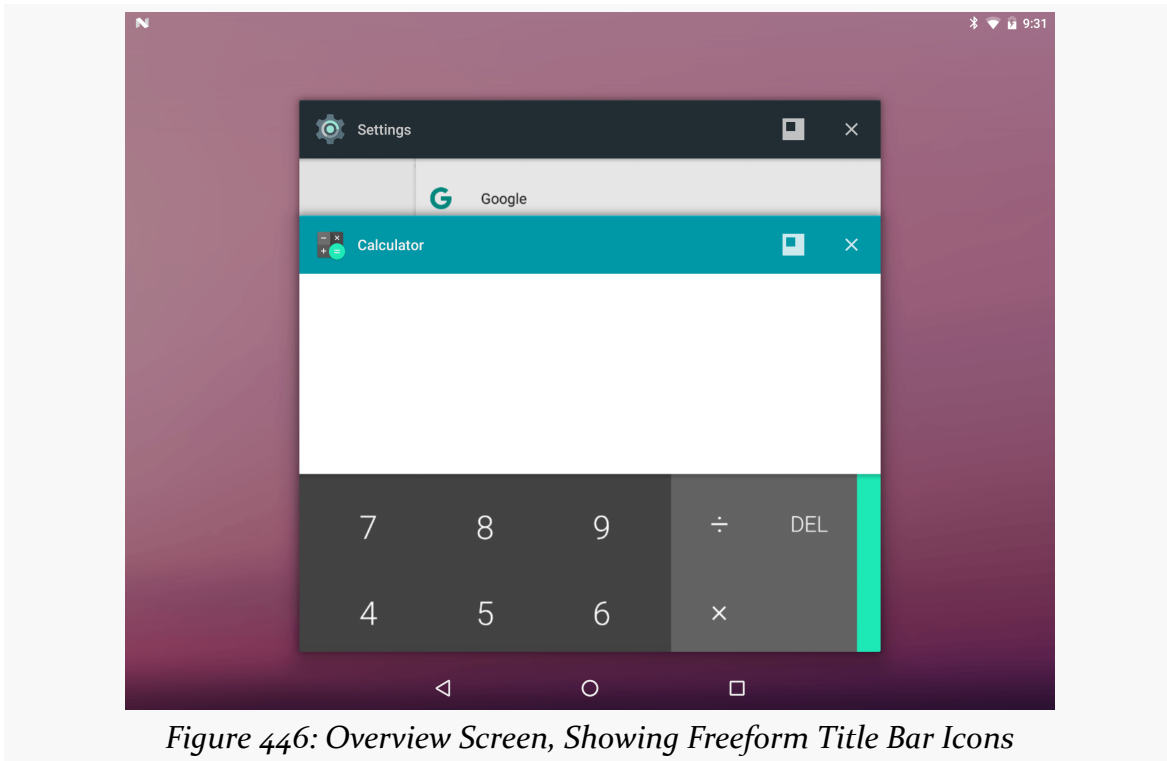 9:31
Settings
Google
Calculator
7 8 9 ÷ DEL
4 5 6 ×
Figure 446: Overview Screen, Showing Freeform Title Bar Icons